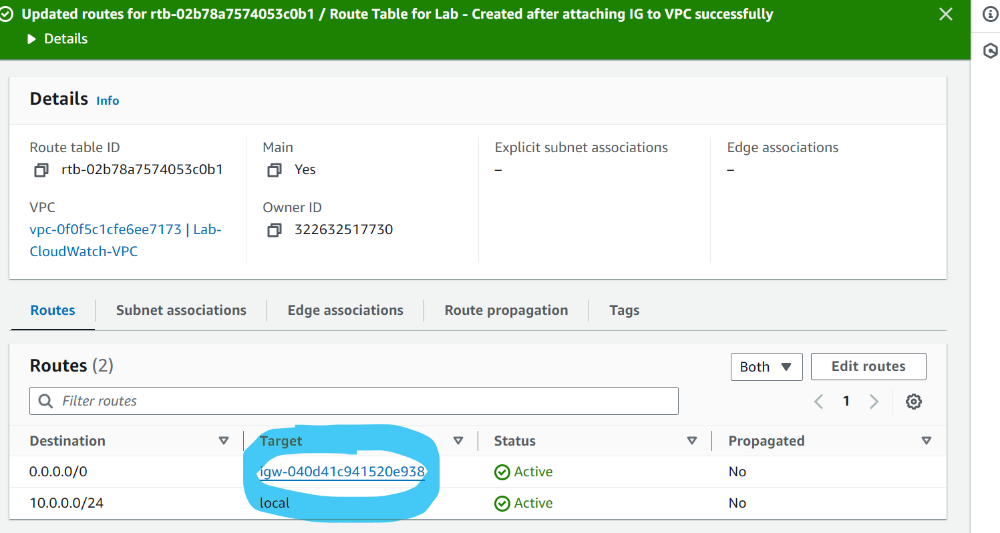 Updated routes for rtb-02b78a7574053c0b1 / Route Table for Lab - Created after attaching IG to VPC successfully
Details
Details Info
Route table ID
rtb-02b78a7574053c0b1
Main
Yes
Explicit subnet associations
–
Edge associations
–
VPC
vpc-0f0f5c1cfe6ee7173 | Lab-
CloudWatch-VPC
Owner ID
322632517730
Routes Subnet associations Edge associations Route propagation Tags
Routes (2)
Both Edit routes
Filter routes
1
Destination Target Status Propagated
0.0.0.0/0 igw-040d41c941520e938 Active No
10.0.0.0/24 local Active No